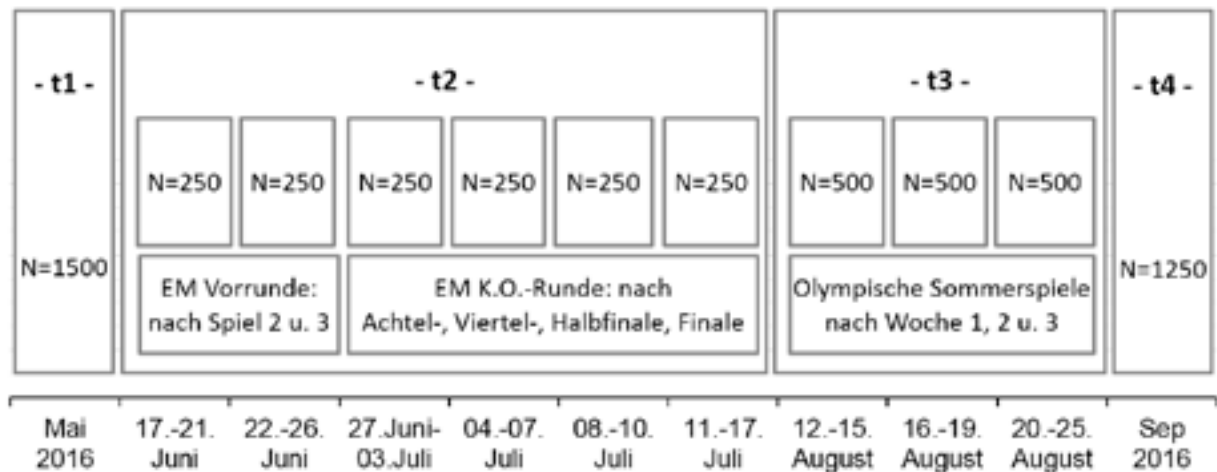 - t1 -
- t2 -
- t3 -
- t4 -
N=250
N=250
N=250
N=250
N=250
N=250
N=500
N=500
N=500
N=1500
N=1250
EM Vorrunde:
nach Spiel 2 u. 3
EM K.O.-Runde: nach
Achtel-, Viertel-, Halbfinale, Finale
Olympische Sommerspiele
nach Woche 1, 2 u. 3
Mai
2016
17.-21.
Juni
22.-26.
Juni
27.Juni-
03.Juli
04.-07.
Juli
08.-10.
Juli
11.-17.
Juli
12.-15.
August
16.-19.
August
20.-25.
August
Sep
2016